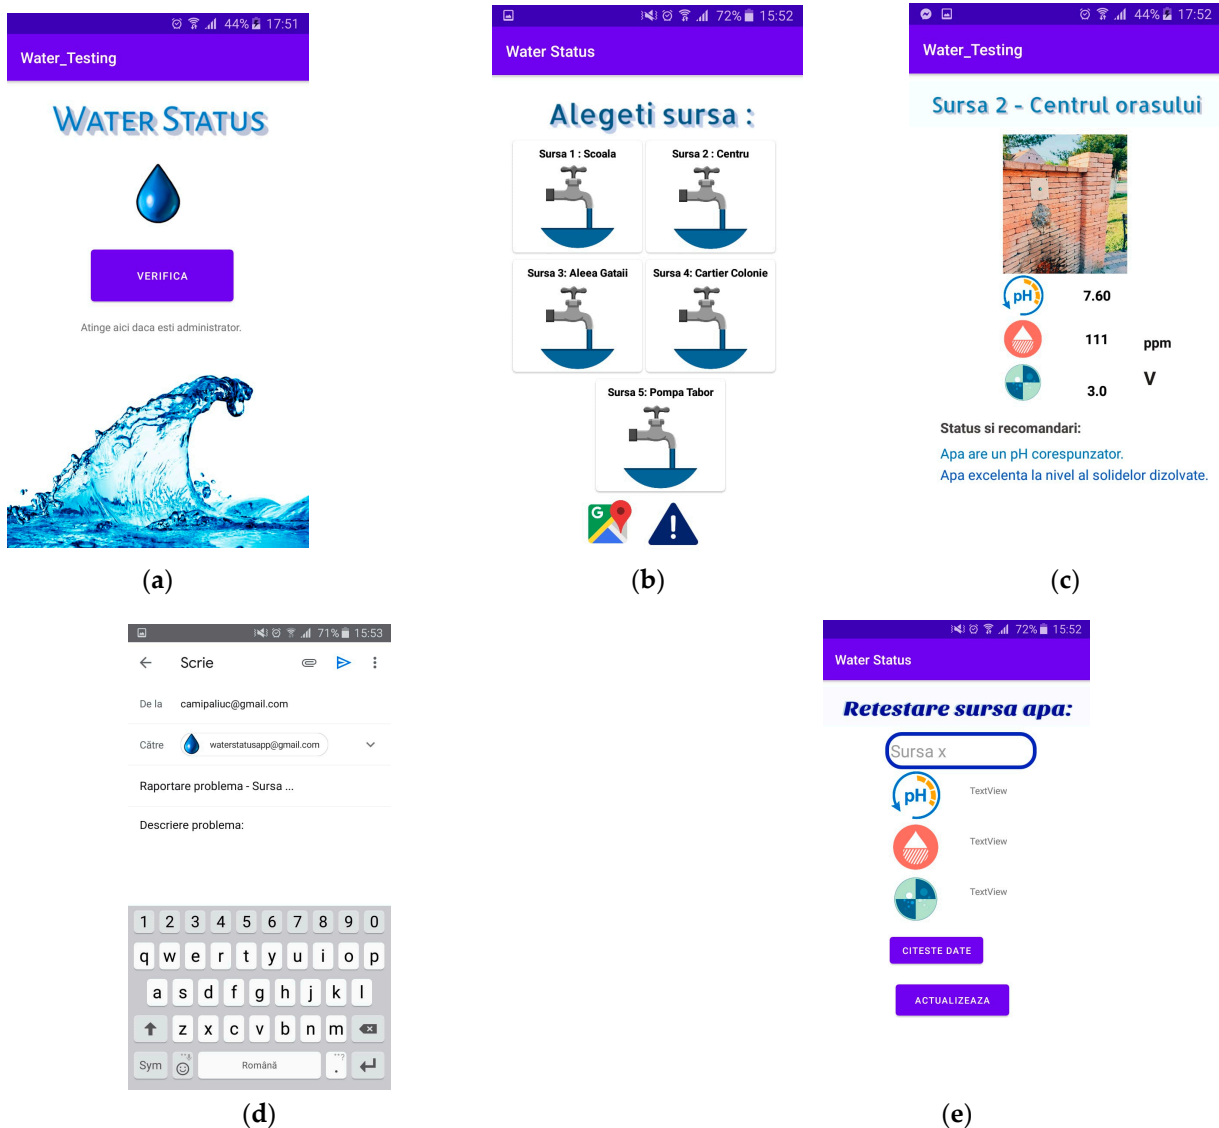 44% 17:51
Water_Testing
WATER STATUS
VERIFICA
Atinge aici daca esti administrator.
(a)
72% 15:52
Water Status
Alegeti sursa :
Sursa 1 : Scoala
Sursa 2 : Centru
Sursa 3: Aleea Gataii
Sursa 4: Cartier Colonie
Sursa 5: Pompa Tabor
G
(b)
44% 17:52
Water_Testing
Sursa 2 - Centrul orasului
pH 7.60
111 ppm
3.0 V
Status si recomandari:
Apa are un pH corespunzator.
Apa excelenta la nivel al solidelor dizolvate.
(c)
71% 15:53
Scrie
De la camipaliuc@gmail.com
Către waterstatusapp@gmail.com
Raportare problema - Sursa ...
Descriere problema:
1 2 3 4 5 6 7 8 9 0
q w e r t y u i o p
a s d f g h j k l
z x c v b n m
Sym Română .
(d)
72% 15:52
Water Status
Retestare sursa apa:
Sursa x
pH TextView
TextView
TextView
CITESTE DATE
ACTUALIZEAZA
(e)